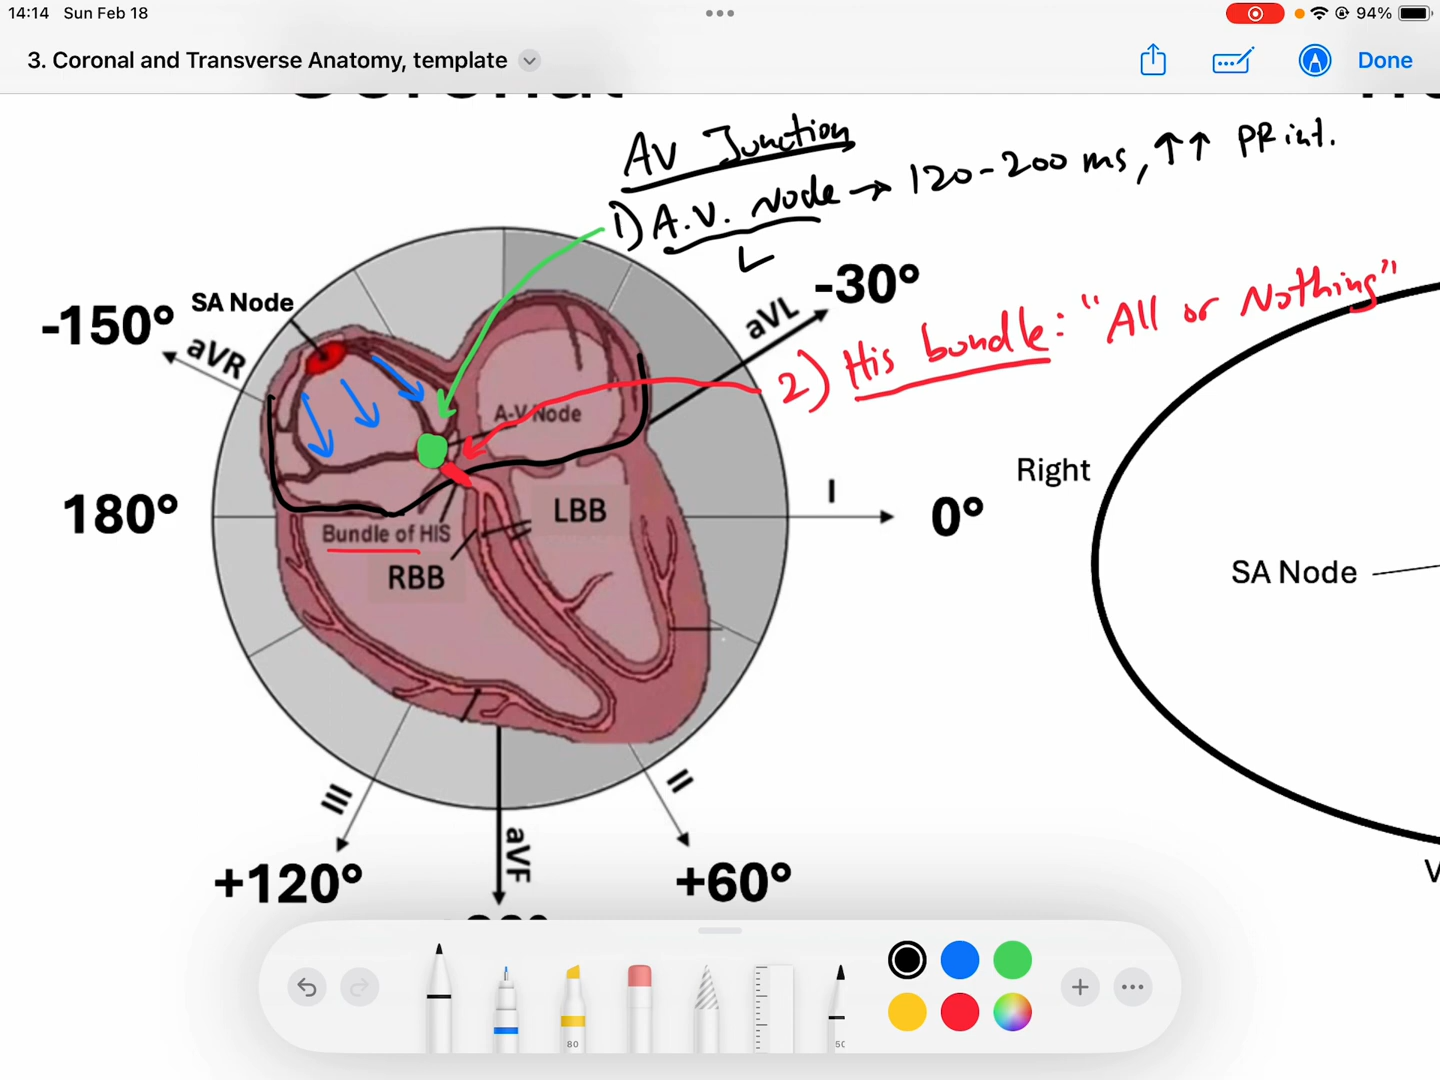 14:14 Sun Feb 18
94%
3. Coronal and Transverse Anatomy, template
Done
AV Junction
1) A.V. Node → 120-200 ms, ↑↑ PR int.
2) His bundle: "All or Nothing"
-150°
aVR
SA Node
aVL
-30°
A-V Node
180°
Bundle of HIS
RBB
LBB
I
0°
Right
SA Node
III
+120°
aVF
II
+60°
80